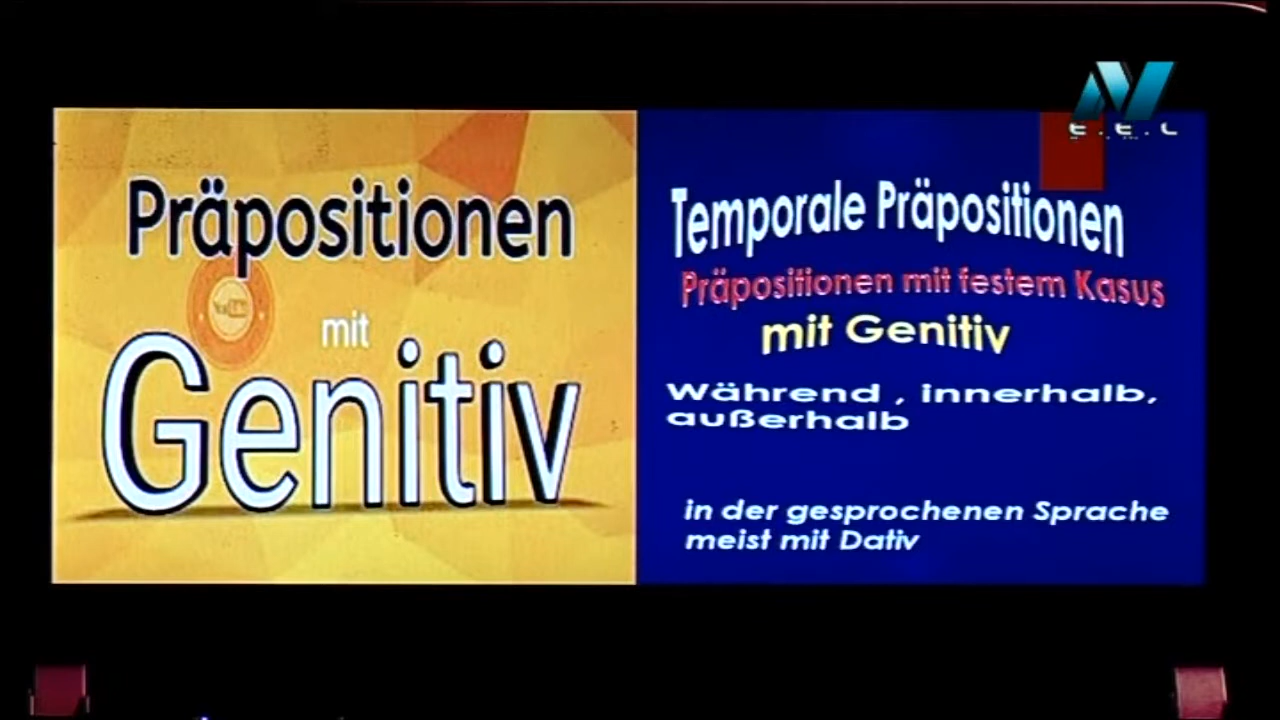 Präpositionen
mit
Genitiv
E.E.C
Temporale Präpositionen
Präpositionen mit festem Kasus
mit Genitiv
Während , innerhalb,
außerhalb
in der gesprochenen Sprache
meist mit Dativ